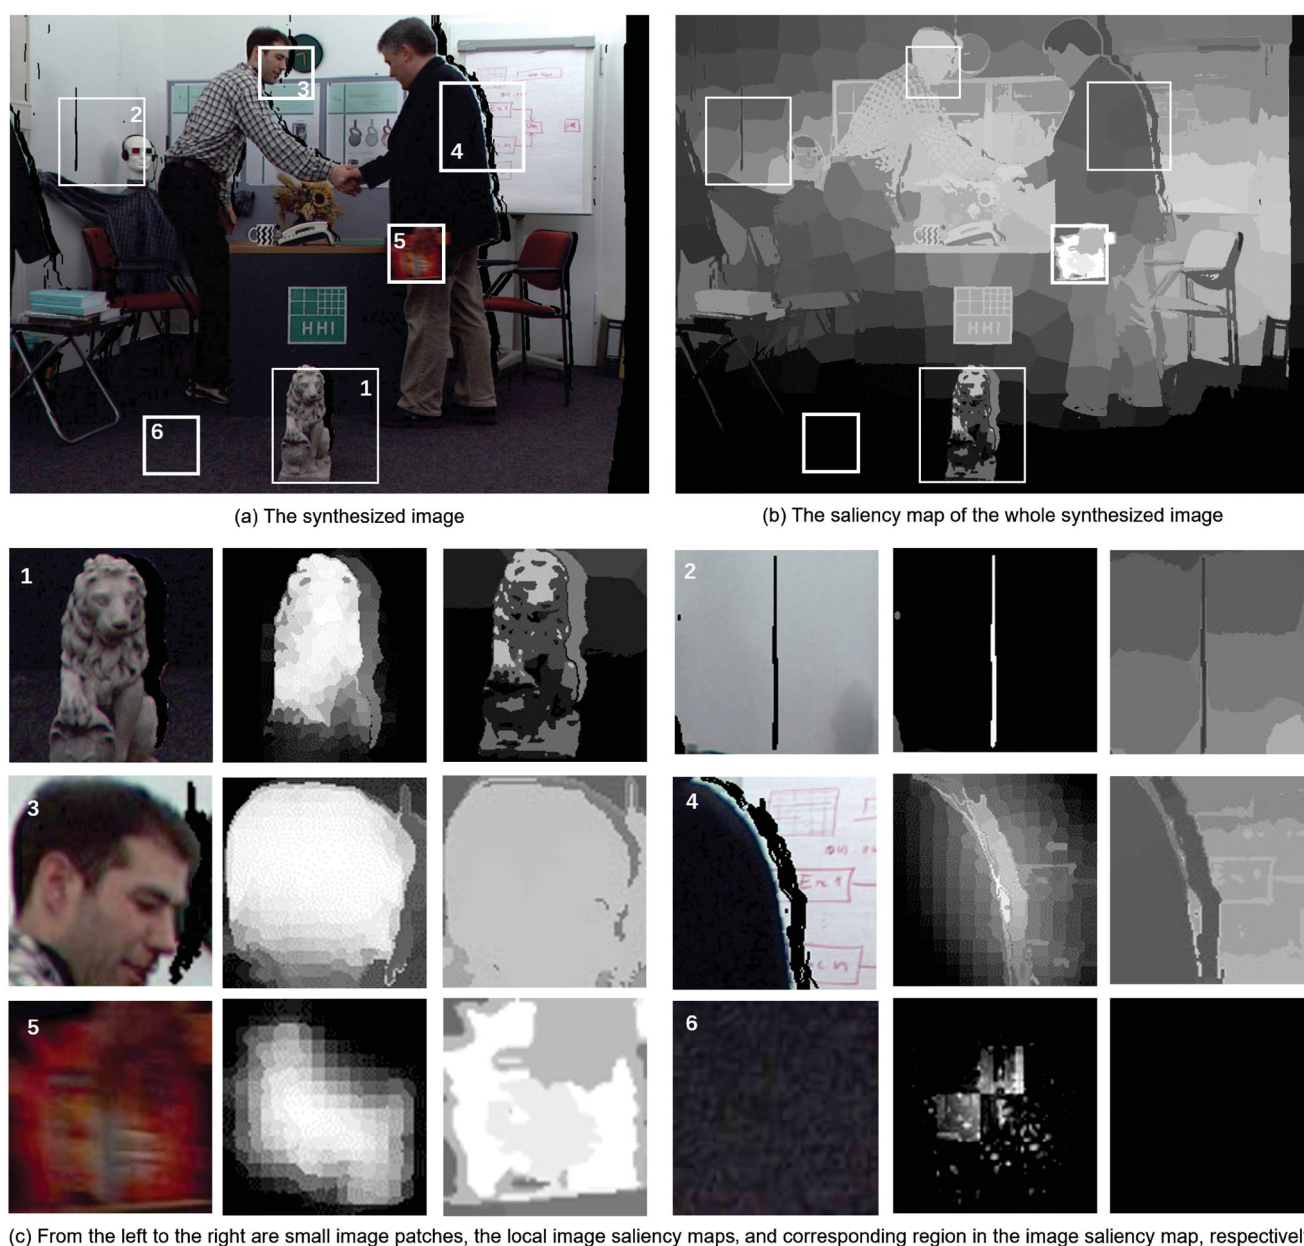 2
3
4
5
6
1
HHI
HHI
(a) The synthesized image
(b) The saliency map of the whole synthesized image
1
2
3
4
E
5
6
(c) From the left to the right are small image patches, the local image saliency maps, and corresponding region in the image saliency map, respectivel